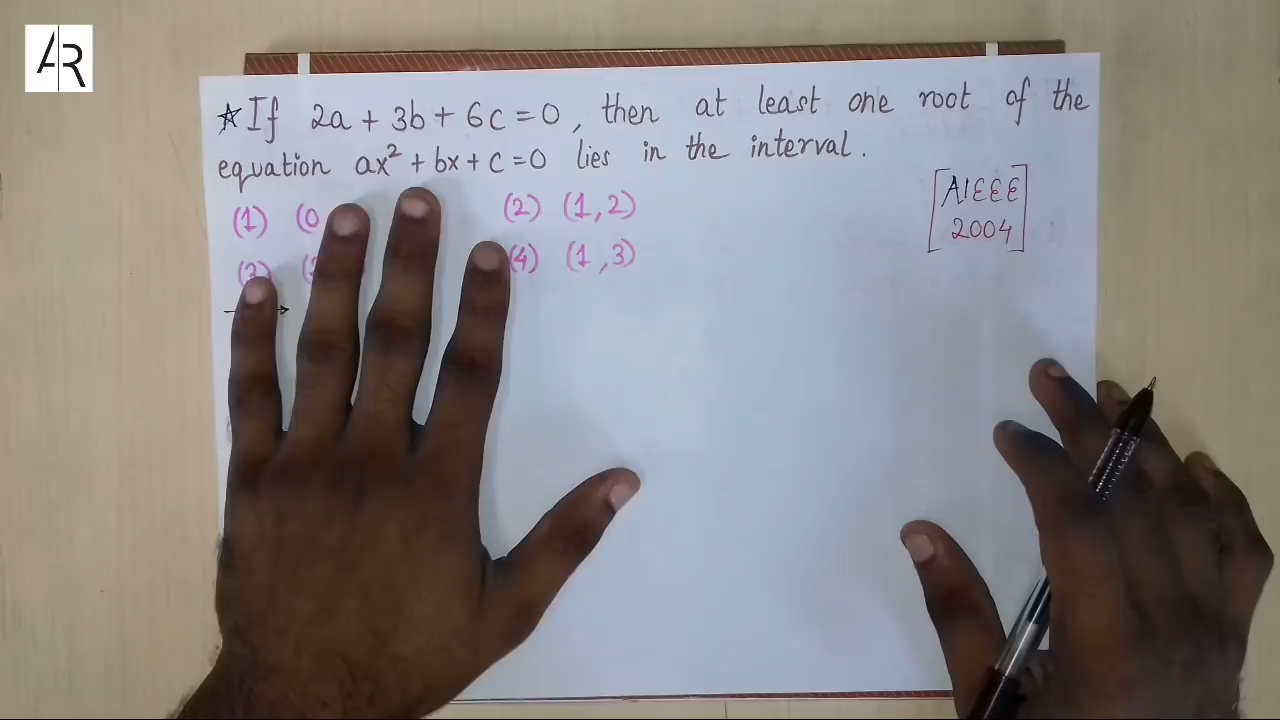 AR
☆ If 2a + 3b + 6c = 0, then at least one root of the
equation ax² + bx + c = 0 lies in the interval.
(1) (0 (2) (1,2)
(3) (4) (1,3)
[AIEEE
2004]